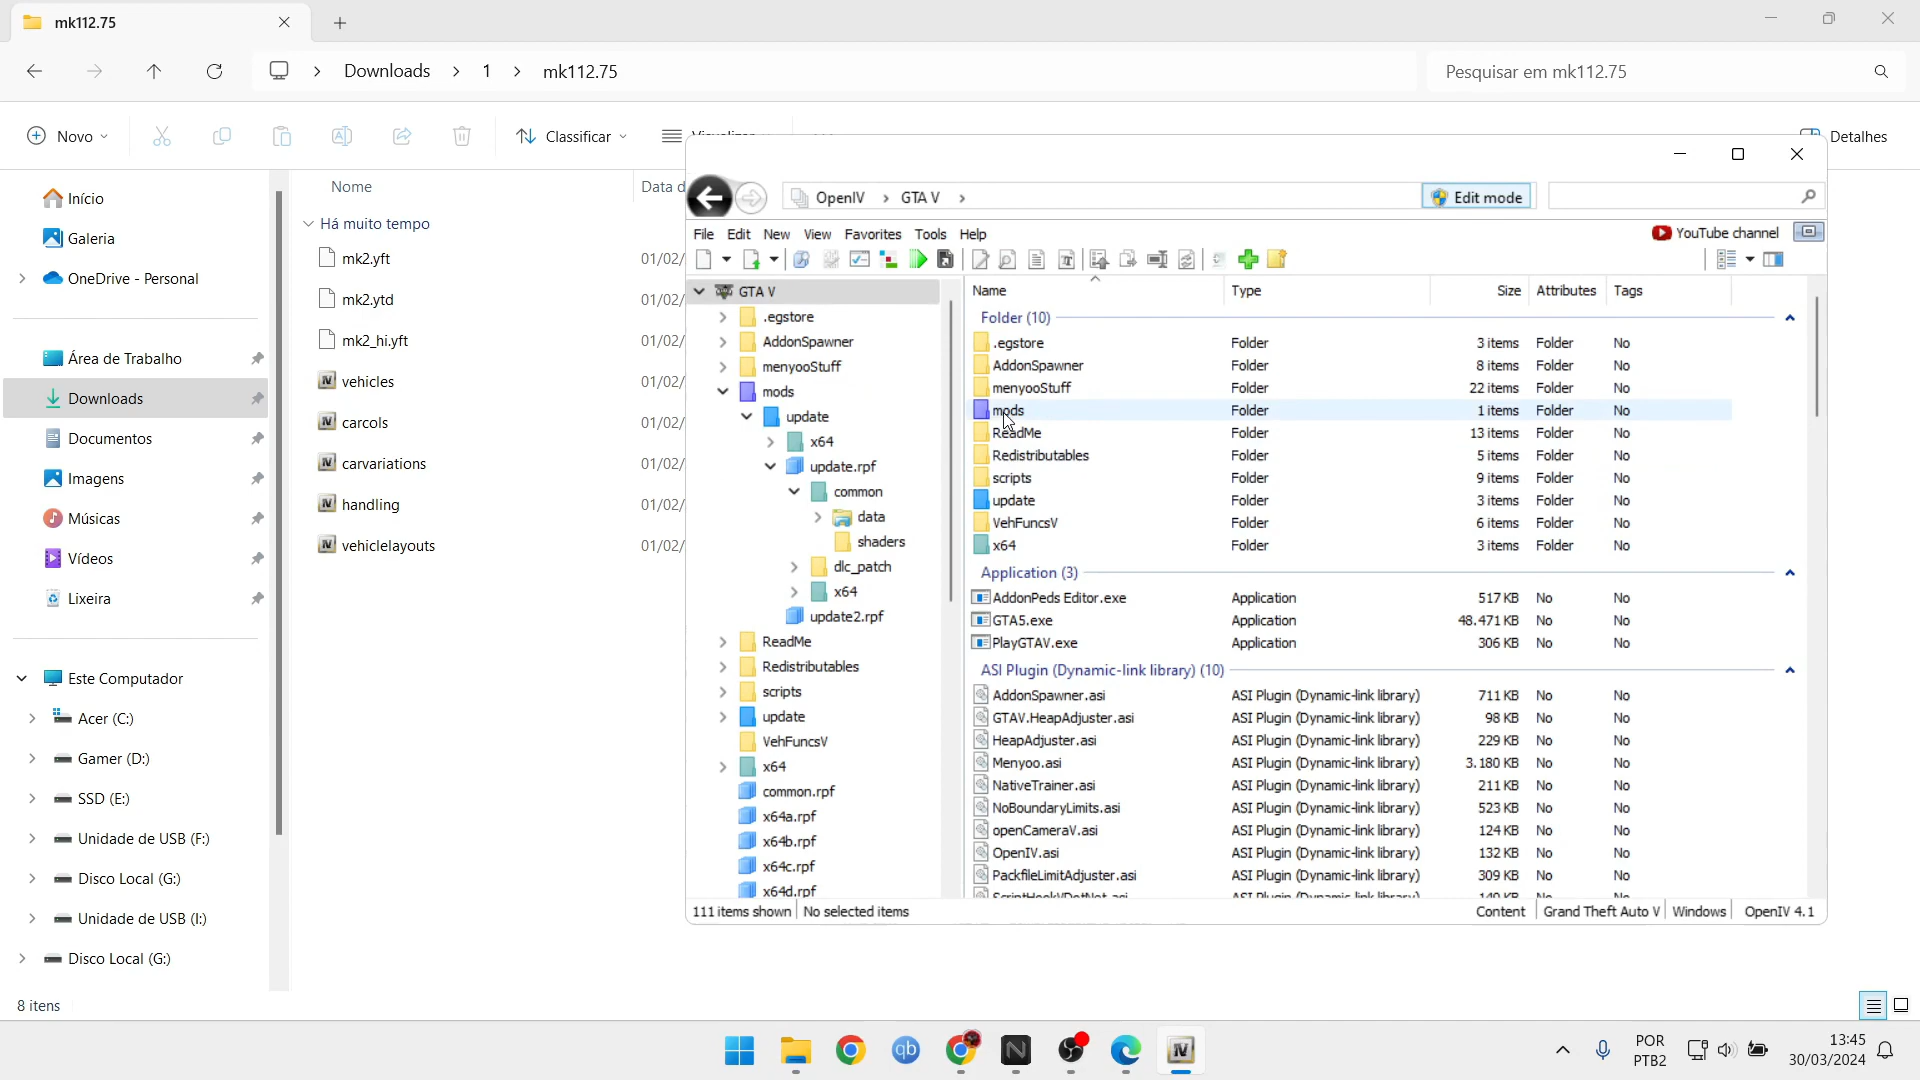 mk112.75
Downloads > 1 > mk112.75
Pesquisar em mk112.75
Novo
Classificar
Detalhes
Início
Galeria
OneDrive - Personal
Área de Trabalho
Downloads
Documentos
Imagens
Músicas
Vídeos
Lixeira
Este Computador
Acer (C:)
Gamer (D:)
SSD (E:)
Unidade de USB (F:)
Disco Local (G:)
Unidade de USB (I:)
Disco Local (G:)
8 itens
Nome
Data d
Há muito tempo
mk2.yft 01/02/
mk2.ytd 01/02/
mk2_hi.yft 01/02/
vehicles 01/02/
carcols 01/02/
carvariations 01/02/
handling 01/02/
vehiclelayouts 01/02/
OpenIV > GTA V >
Edit mode
File Edit New View Favorites Tools Help
YouTube channel
GTA V
.egstore
AddonSpawner
menyooStuff
mods
update
x64
update.rpf
common
data
shaders
dlc_patch
x64
update2.rpf
ReadMe
Redistributables
scripts
update
VehFuncsV
x64
common.rpf
x64a.rpf
x64b.rpf
x64c.rpf
x64d.rpf
Name Type Size Attributes Tags
Folder (10)
.egstore Folder 3 items Folder No
AddonSpawner Folder 8 items Folder No
menyooStuff Folder 22 items Folder No
mods Folder 1 items Folder No
ReadMe Folder 13 items Folder No
Redistributables Folder 5 items Folder No
scripts Folder 9 items Folder No
update Folder 3 items Folder No
VehFuncsV Folder 6 items Folder No
x64 Folder 3 items Folder No
Application (3)
AddonPeds Editor.exe Application 517 KB No No
GTA5.exe Application 48.471 KB No No
PlayGTAV.exe Application 306 KB No No
ASI Plugin (Dynamic-link library) (10)
AddonSpawner.asi ASI Plugin (Dynamic-link library) 711 KB No No
GTAV.HeapAdjuster.asi ASI Plugin (Dynamic-link library) 98 KB No No
HeapAdjuster.asi ASI Plugin (Dynamic-link library) 229 KB No No
Menyoo.asi ASI Plugin (Dynamic-link library) 3.180 KB No No
NativeTrainer.asi ASI Plugin (Dynamic-link library) 211 KB No No
NoBoundaryLimits.asi ASI Plugin (Dynamic-link library) 523 KB No No
openCameraV.asi ASI Plugin (Dynamic-link library) 124 KB No No
OpenIV.asi ASI Plugin (Dynamic-link library) 132 KB No No
PackfileLimitAdjuster.asi ASI Plugin (Dynamic-link library) 309 KB No No
111 items shown No selected items
Content Grand Theft Auto V Windows OpenIV 4.1
POR
PTB2
13:45
30/03/2024